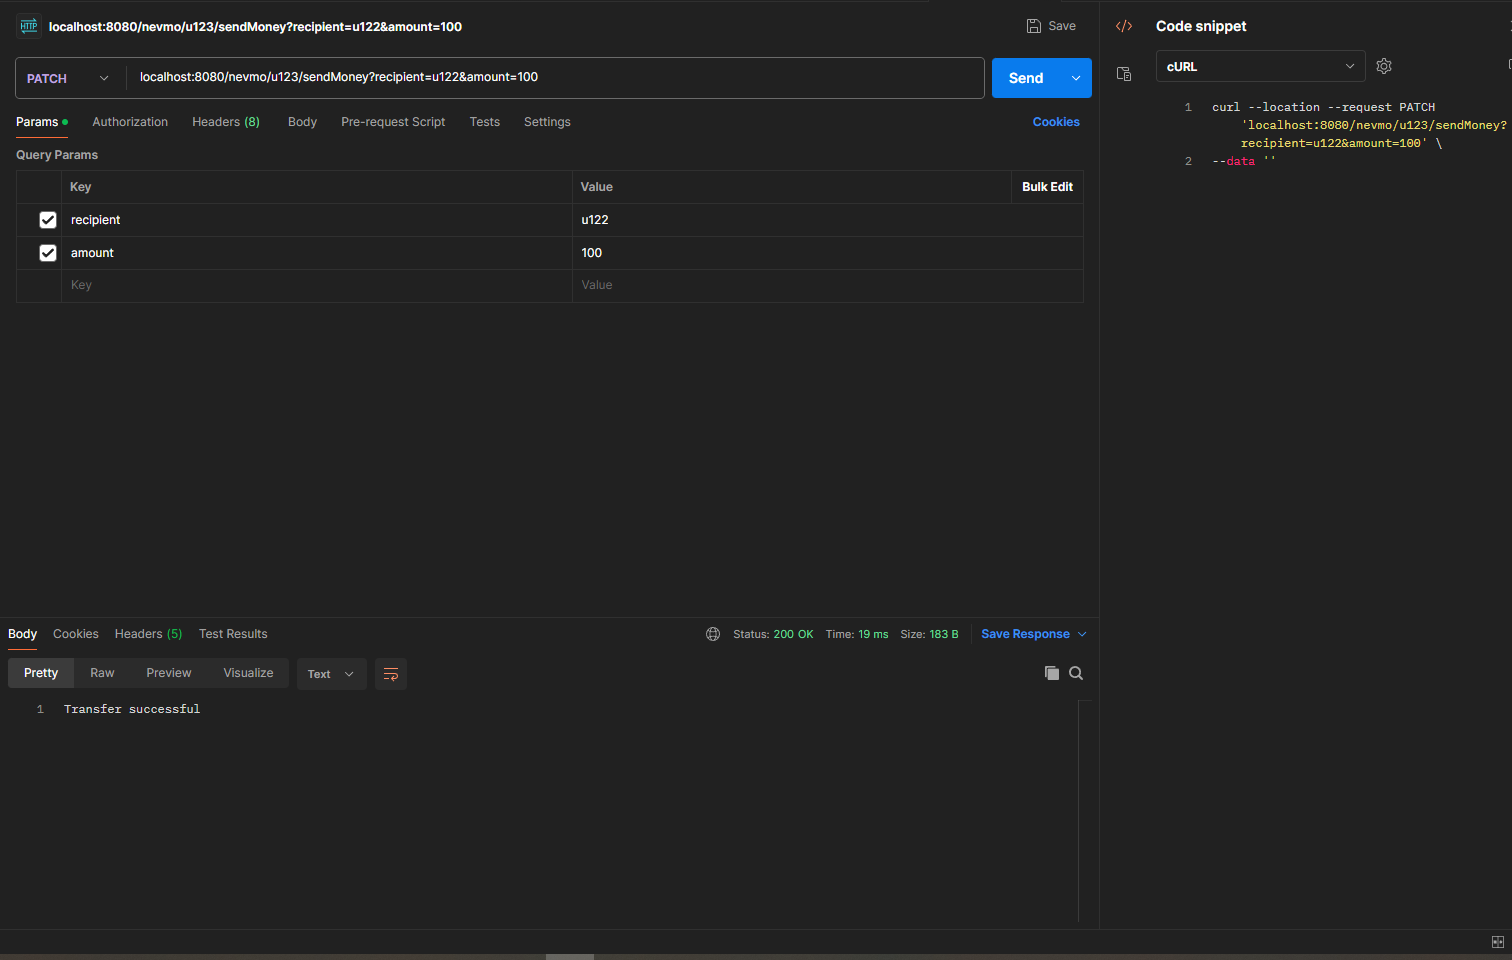 HTTP localhost:8080/nevmo/u123/sendMoney?recipient=u122&amount=100 Save
PATCH localhost:8080/nevmo/u123/sendMoney?recipient=u122&amount=100 Send
Params Authorization Headers (8) Body Pre-request Script Tests Settings Cookies
Query Params
Key Value Bulk Edit
recipient u122
amount 100
Key Value
Body Cookies Headers (5) Test Results Status: 200 OK Time: 19 ms Size: 183 B Save Response
Pretty Raw Preview Visualize Text
1 Transfer successful
</> Code snippet
cURL
1 curl --location --request PATCH
'localhost:8080/nevmo/u123/sendMoney?
recipient=u122&amount=100' \
2 --data ''